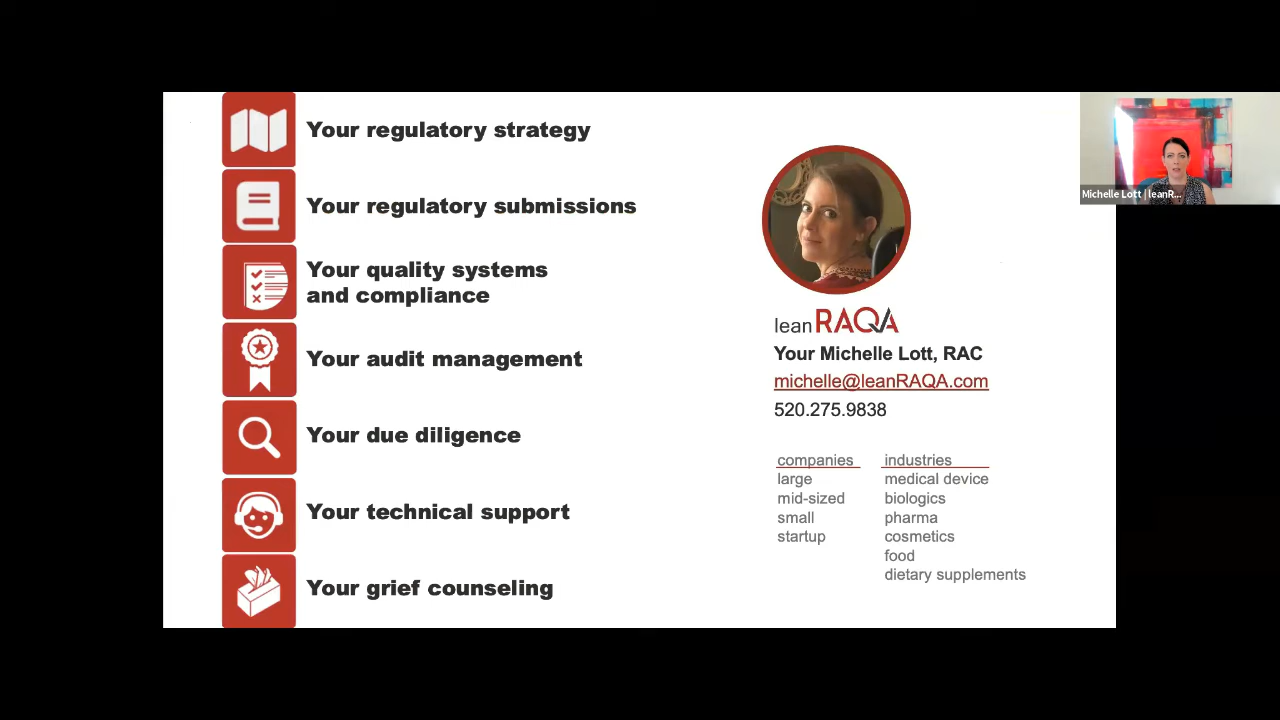 Your regulatory strategy
Your regulatory submissions
Your quality systems
and compliance
Your audit management
Your due diligence
Your technical support
Your grief counseling
lean RAQA
Your Michelle Lott, RAC
michelle@leanRAQA.com
520.275.9838
companies
large
mid-sized
small
startup
industries
medical device
biologics
pharma
cosmetics
food
dietary supplements
Michelle Lott | leanR...